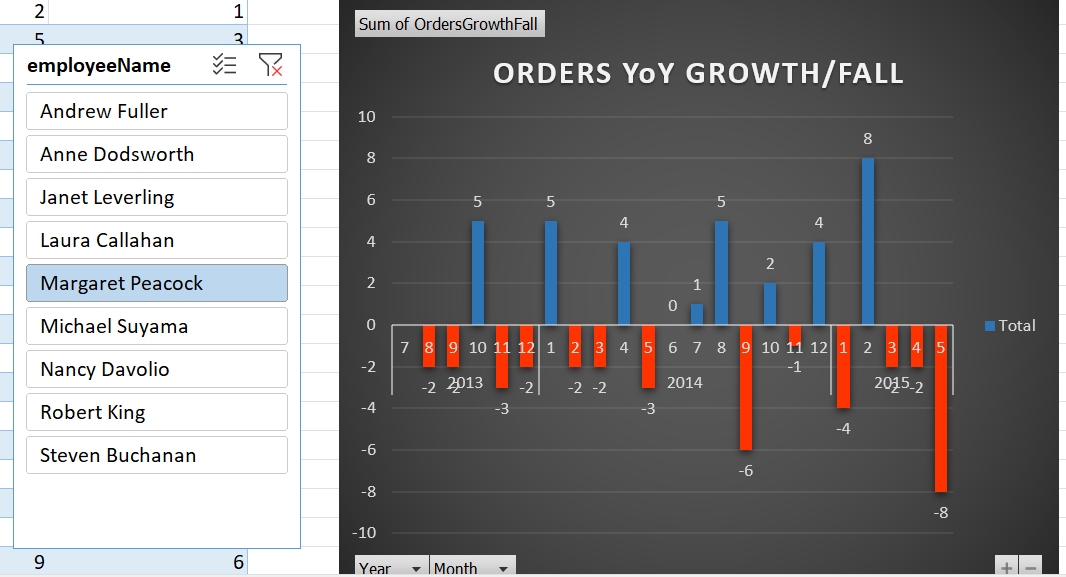 2 1
5 3
employeeName
Andrew Fuller
Anne Dodsworth
Janet Leverling
Laura Callahan
Margaret Peacock
Michael Suyama
Nancy Davolio
Robert King
Steven Buchanan
9 6
Sum of OrdersGrowthFall
ORDERS YoY GROWTH/FALL
10
8
6
4
2
0
-2
-4
-6
-8
-10
8
5 5 5
4 4
2
1
0
7 8 9 10 11 12 1 2 3 4 5 6 7 8 9 10 11 12 1 2 3 4 5
-1
2013 2014 2015
-2 -2 -2 -2 -2 -2 -2
-3 -3
-4
-6
-8
Total
Year Month
+ −